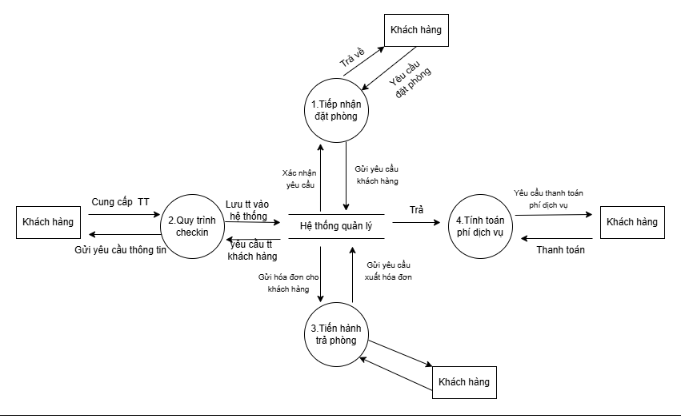 Khách hàng
Trả về
Yêu cầu
đặt phòng
1.Tiếp nhận
đặt phòng
Xác nhận
yêu cầu
Gửi yêu cầu
khách hàng
Cung cấp TT
Khách hàng
Gửi yêu cầu thông tin
2.Quy trình
checkin
Lưu tt vào
hệ thống
yêu cầu tt
khách hàng
Hệ thống quản lý
Trả
4.Tính toán
phí dịch vụ
Yêu cầu thanh toán
phí dịch vụ
Thanh toán
Khách hàng
Gửi hóa đơn cho
khách hàng
Gửi yêu cầu
xuất hóa đơn
3.Tiến hành
trả phòng
Khách hàng